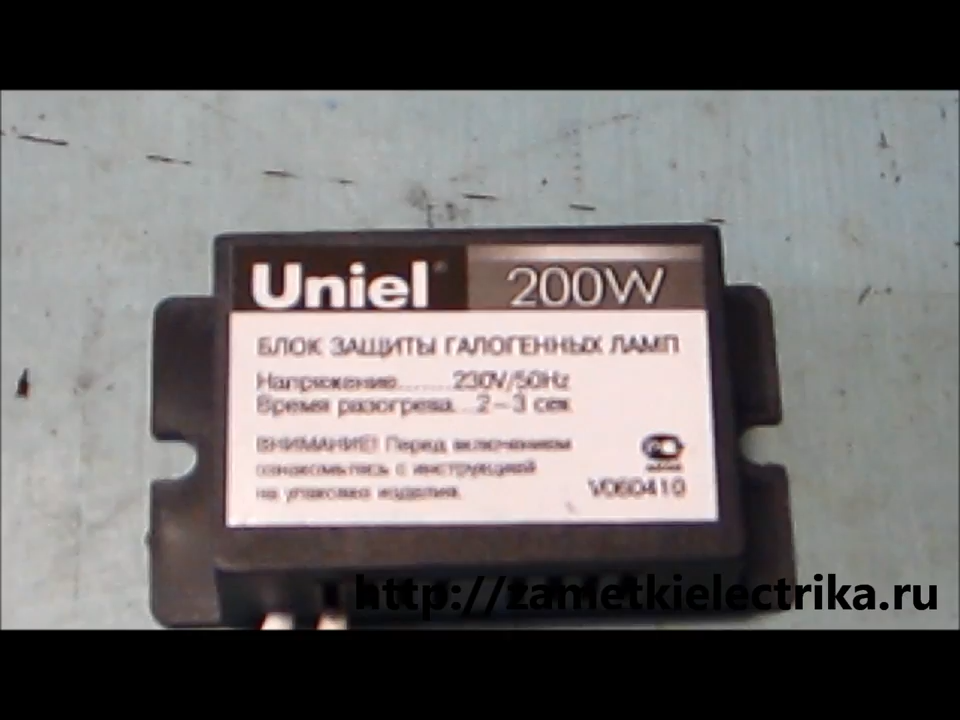 Uniel® 200W
БЛОК ЗАЩИТЫ ГАЛОГЕННЫХ ЛАМП
Напряжение.......230V/50Hz
Время разогрева...2-3 сек
ВНИМАНИЕ! Перед включением
ознакомьтесь с инструкцией
на упаковке изделия.
V060410
http://zametkielectrika.ru